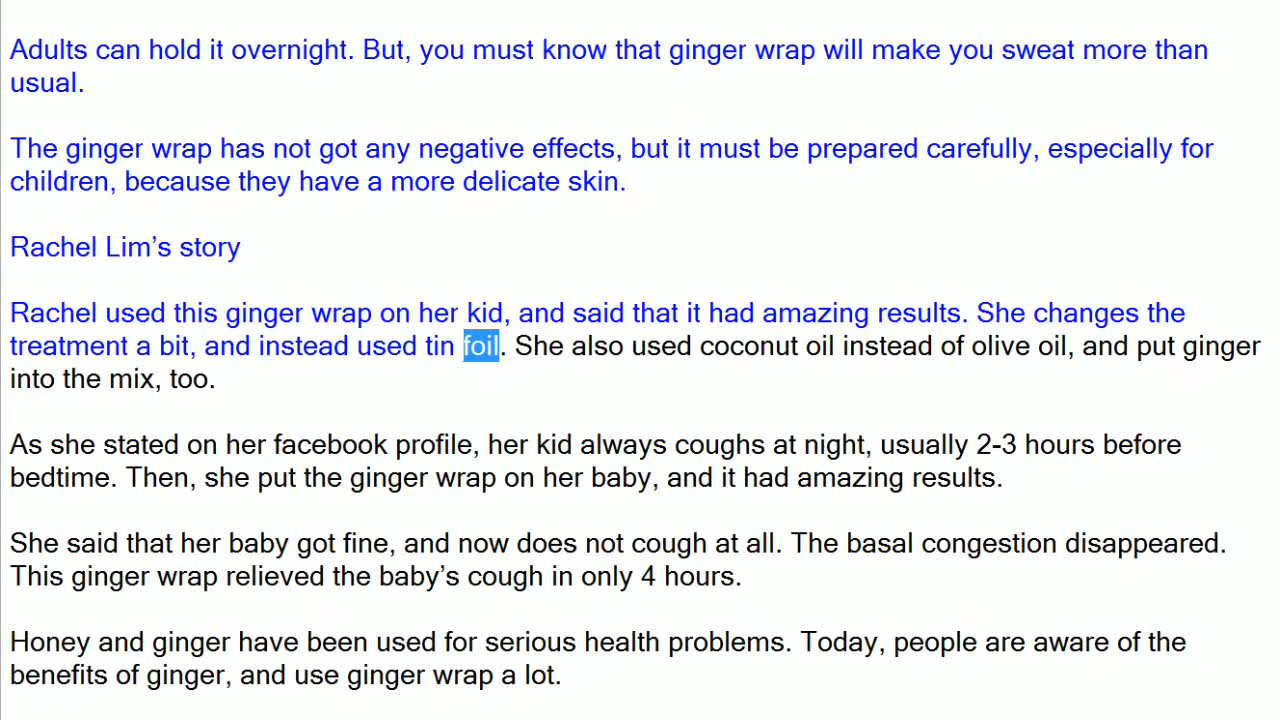 Adults can hold it overnight. But, you must know that ginger wrap will make you sweat more than
usual.
The ginger wrap has not got any negative effects, but it must be prepared carefully, especially for
children, because they have a more delicate skin.
Rachel Lim’s story
Rachel used this ginger wrap on her kid, and said that it had amazing results. She changes the
treatment a bit, and instead used tin foil. She also used coconut oil instead of olive oil, and put ginger
into the mix, too.
As she stated on her facebook profile, her kid always coughs at night, usually 2-3 hours before
bedtime. Then, she put the ginger wrap on her baby, and it had amazing results.
She said that her baby got fine, and now does not cough at all. The basal congestion disappeared.
This ginger wrap relieved the baby’s cough in only 4 hours.
Honey and ginger have been used for serious health problems. Today, people are aware of the
benefits of ginger, and use ginger wrap a lot.